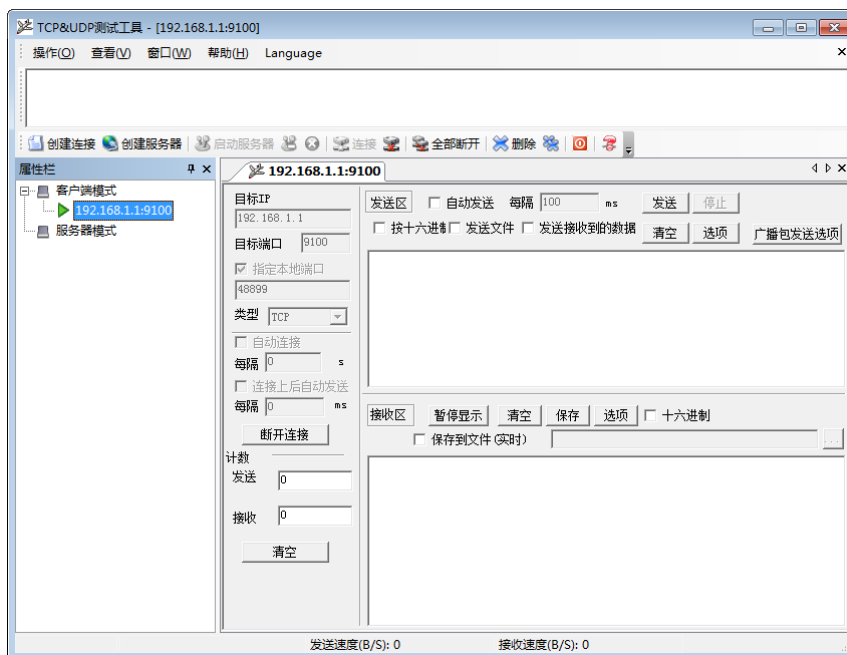 TCP&UDP测试工具 - [192.168.1.1:9100]
操作(O) 查看(V) 窗口(W) 帮助(H) Language
创建连接 创建服务器 启动服务器 连接 全部断开 删除
属性栏
客户端模式
192.168.1.1:9100
服务器模式
192.168.1.1:9100
目标IP
192.168.1.1
目标端口 9100
指定本地端口
48899
类型 TCP
自动连接
每隔 0 s
连接上后自动发送
每隔 0 ms
断开连接
计数
发送 0
接收 0
清空
发送区 自动发送 每隔 100 ms 发送 停止
按十六进制 发送文件 发送接收到的数据 清空 选项 广播包发送选项
接收区 暂停显示 清空 保存 选项 十六进制
保存到文件(实时) ...
发送速度(B/S): 0 接收速度(B/S): 0